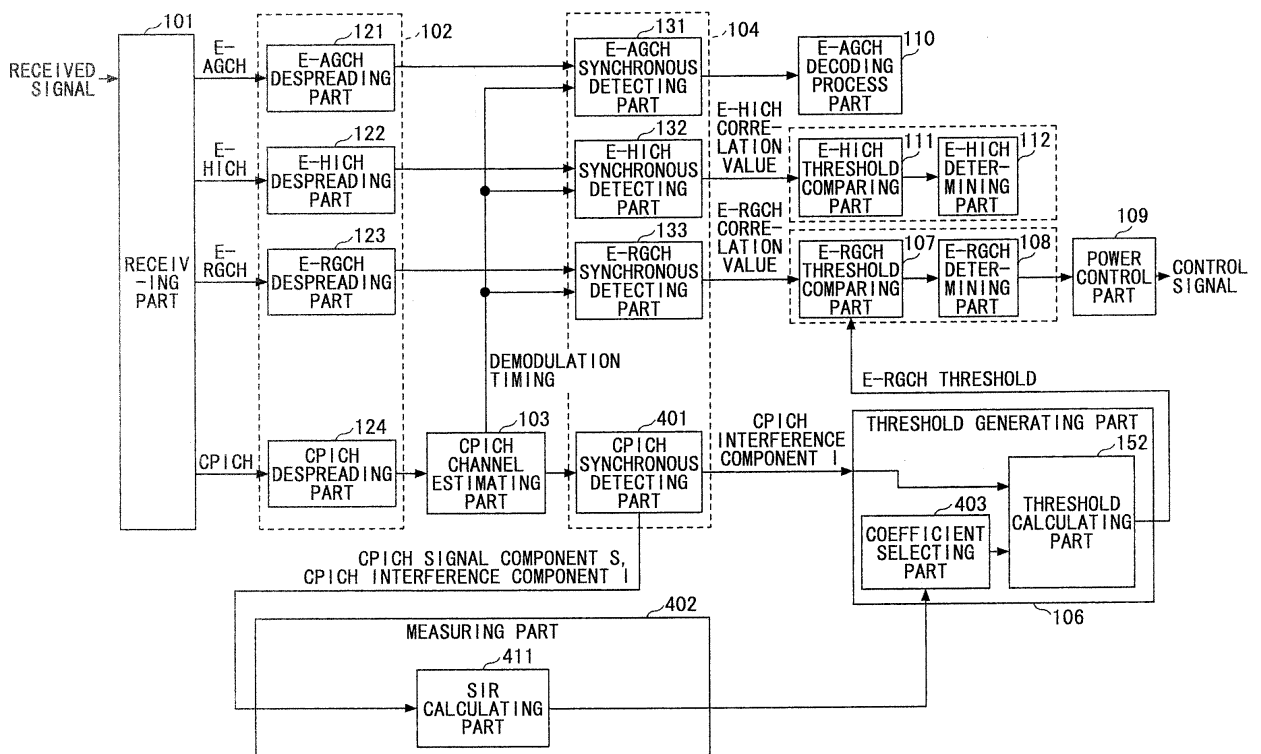 101
RECEIVED
SIGNAL
RECEIV
-ING
PART
E-
AGCH
E-
HICH
E-
RGCH
CPICH
102
121
E-AGCH
DESPREADING
PART
122
E-HICH
DESPREADING
PART
123
E-RGCH
DESPREADING
PART
124
CPICH
DESPREADING
PART
103
CPICH
CHANNEL
ESTIMATING
PART
DEMODULATION
TIMING
104
131
E-AGCH
SYNCHRONOUS
DETECTING
PART
132
E-HICH
SYNCHRONOUS
DETECTING
PART
133
E-RGCH
SYNCHRONOUS
DETECTING
PART
401
CPICH
SYNCHRONOUS
DETECTING
PART
110
E-AGCH
DECODING
PROCESS
PART
E-HICH
CORRE-
LATION
VALUE
111
E-HICH
THRESHOLD
COMPARING
PART
112
E-HICH
DETER-
MINING
PART
E-RGCH
CORRE-
LATION
VALUE
107
E-RGCH
THRESHOLD
COMPARING
PART
108
E-RGCH
DETER-
MINING
PART
109
POWER
CONTROL
PART
CONTROL
SIGNAL
E-RGCH THRESHOLD
CPICH
INTERFERENCE
COMPONENT I
THRESHOLD GENERATING PART
152
THRESHOLD
CALCULATING
PART
403
COEFFICIENT
SELECTING
PART
106
CPICH SIGNAL COMPONENT S,
CPICH INTERFERENCE COMPONENT I
402
MEASURING PART
411
SIR
CALCULATING
PART